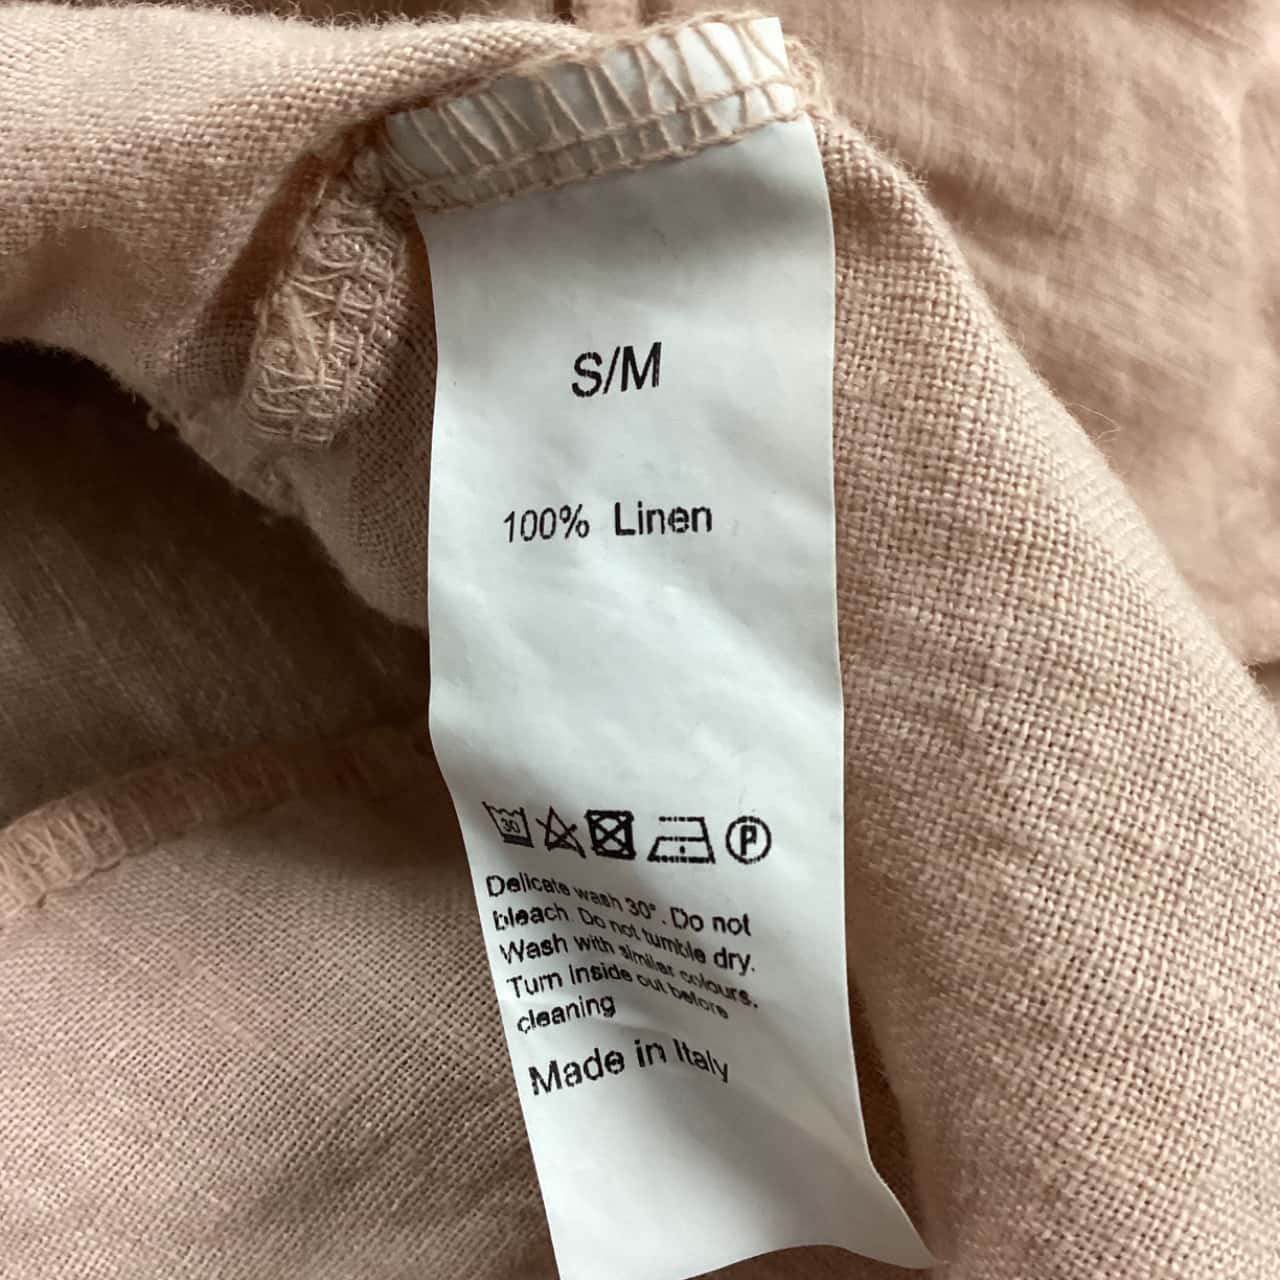 S/M
100% Linen
30 P
Delicate wash 30°. Do not
bleach. Do not tumble dry.
Wash with similar colours.
Turn inside out before
cleaning
Made in Italy